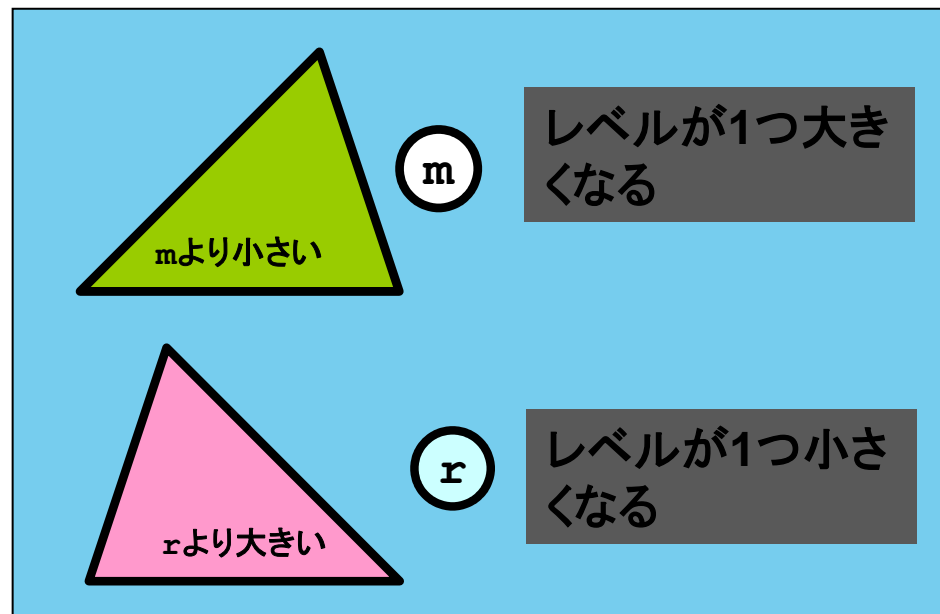 m
レベルが1つ大き
くなる
mより小さい
r
レベルが1つ小さ
くなる
rより大きい